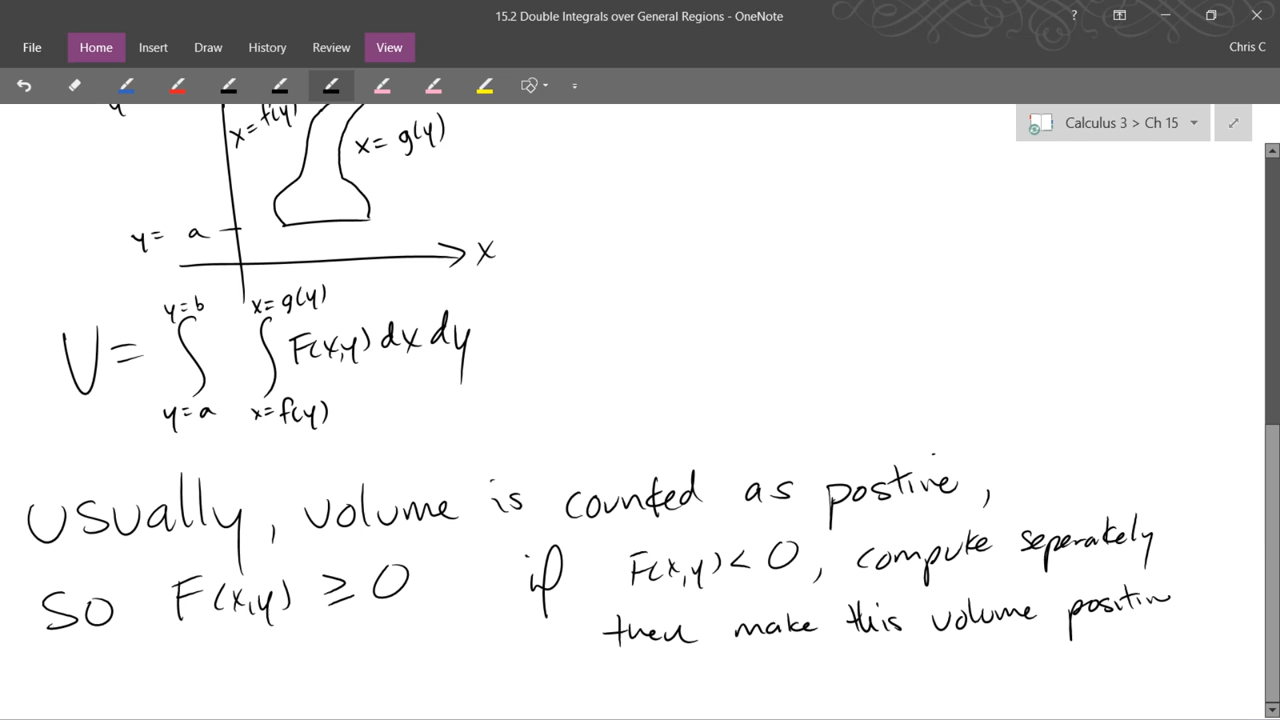 15.2 Double Integrals over General Regions - OneNote
File Home Insert Draw History Review View Chris C
Calculus 3 > Ch 15
y
x=f(y)
x= g(y)
y= a
x
y=b x=g(y)
V= ∫ ∫ F(x,y) dx dy
y=a x=f(y)
Usually, volume is counted as postive,
so F(x,y) ≥ 0 if F(x,y) < 0, compute seperately
then make this volume positiv